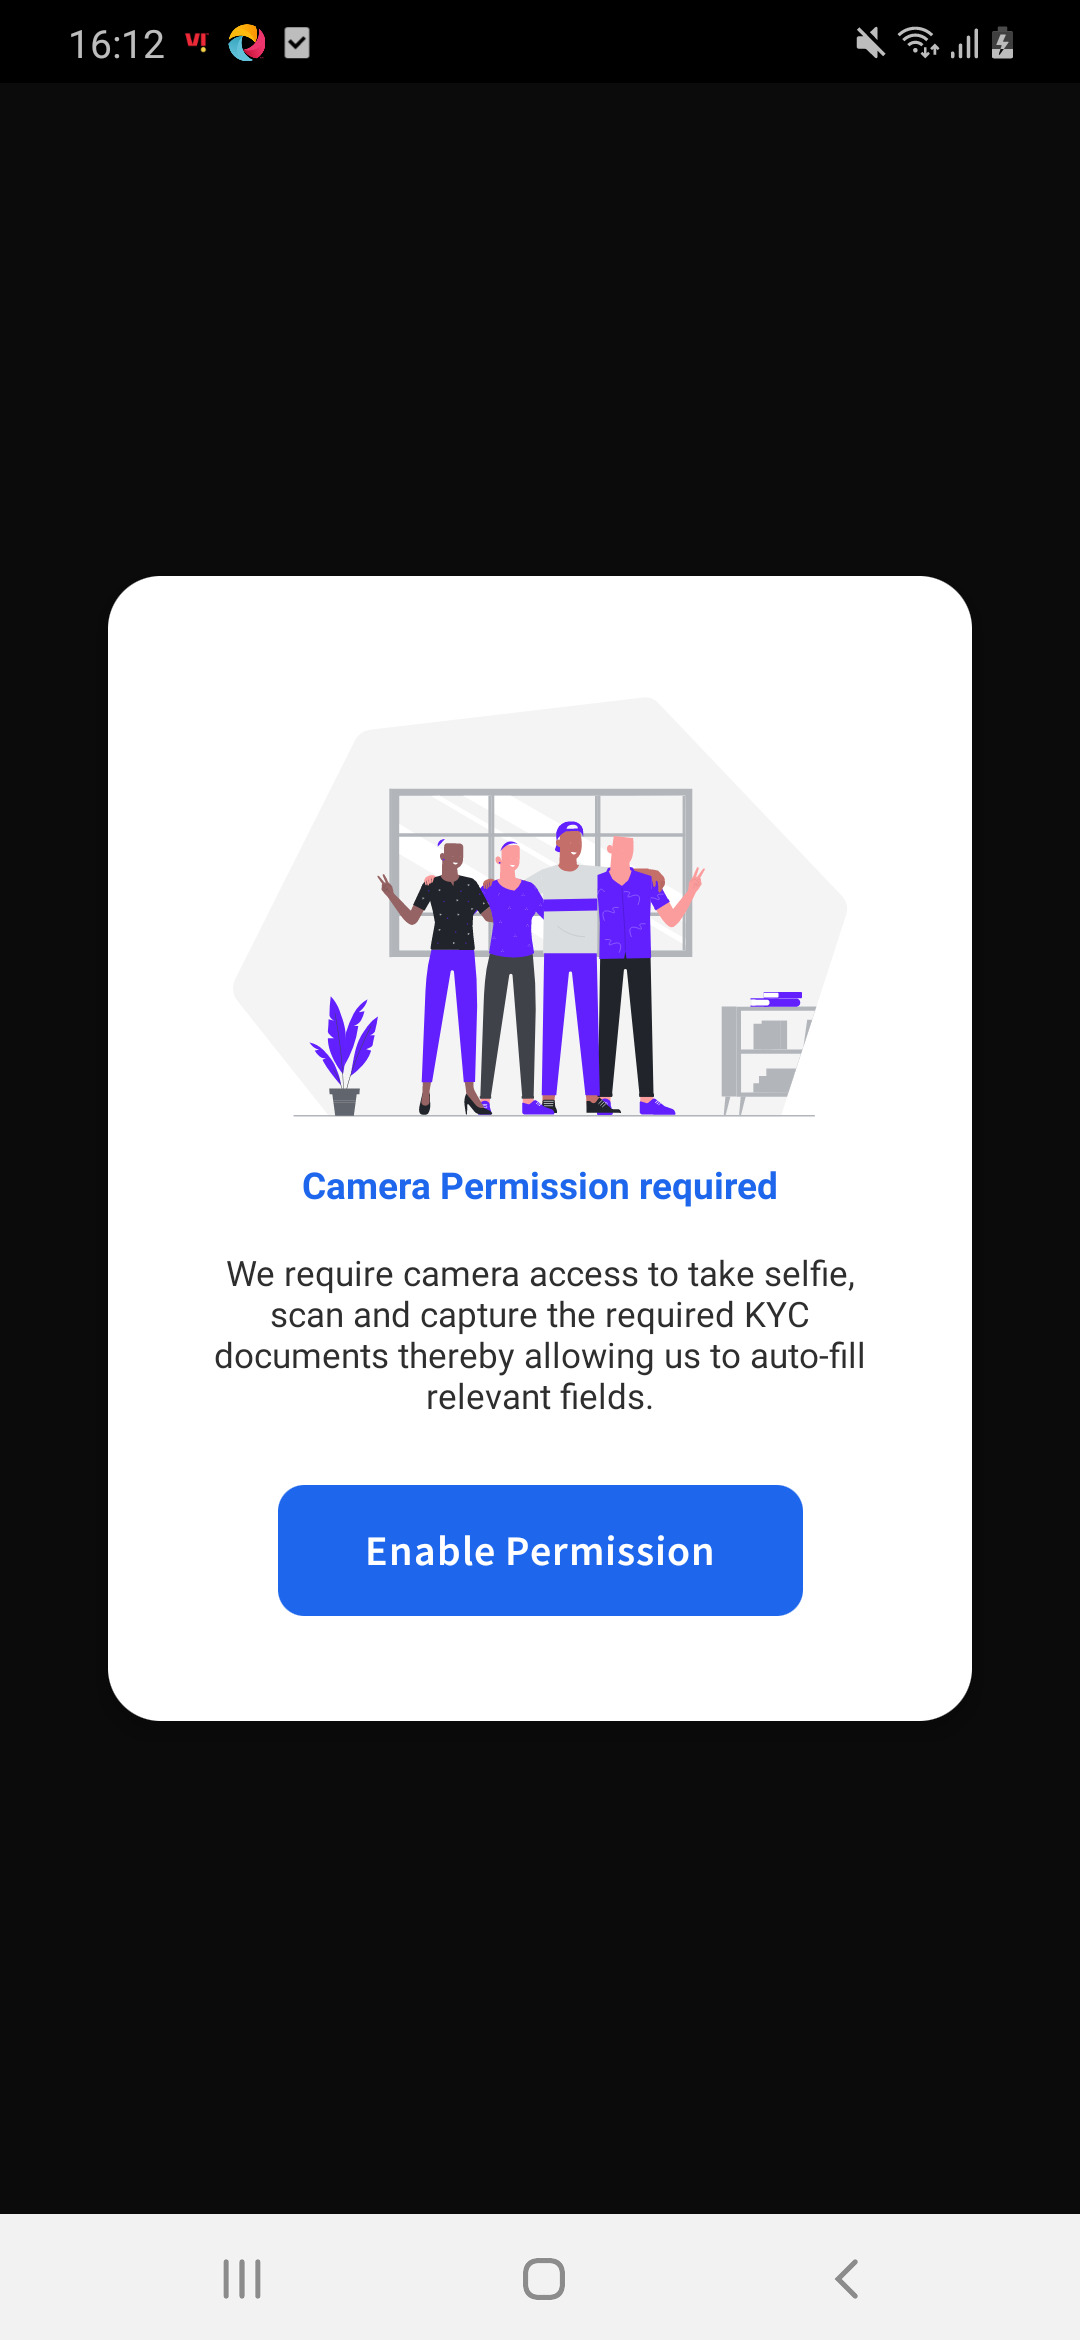 16:12 VI
Camera Permission required
We require camera access to take selfie,
scan and capture the required KYC
documents thereby allowing us to auto-fill
relevant fields.
Enable Permission